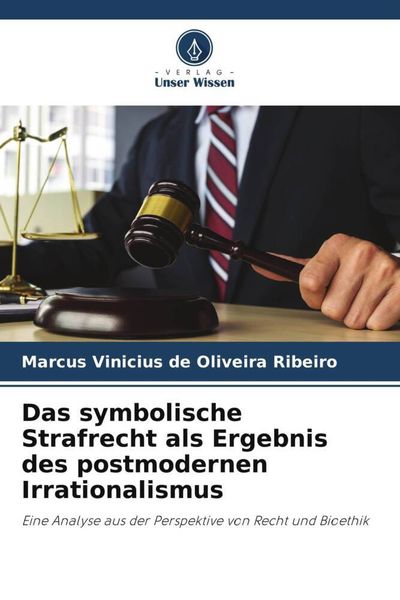 - VERLAG -
Unser Wissen
Marcus Vinicius de Oliveira Ribeiro
Das symbolische
Strafrecht als Ergebnis
des postmodernen
Irrationalismus
Eine Analyse aus der Perspektive von Recht und Bioethik